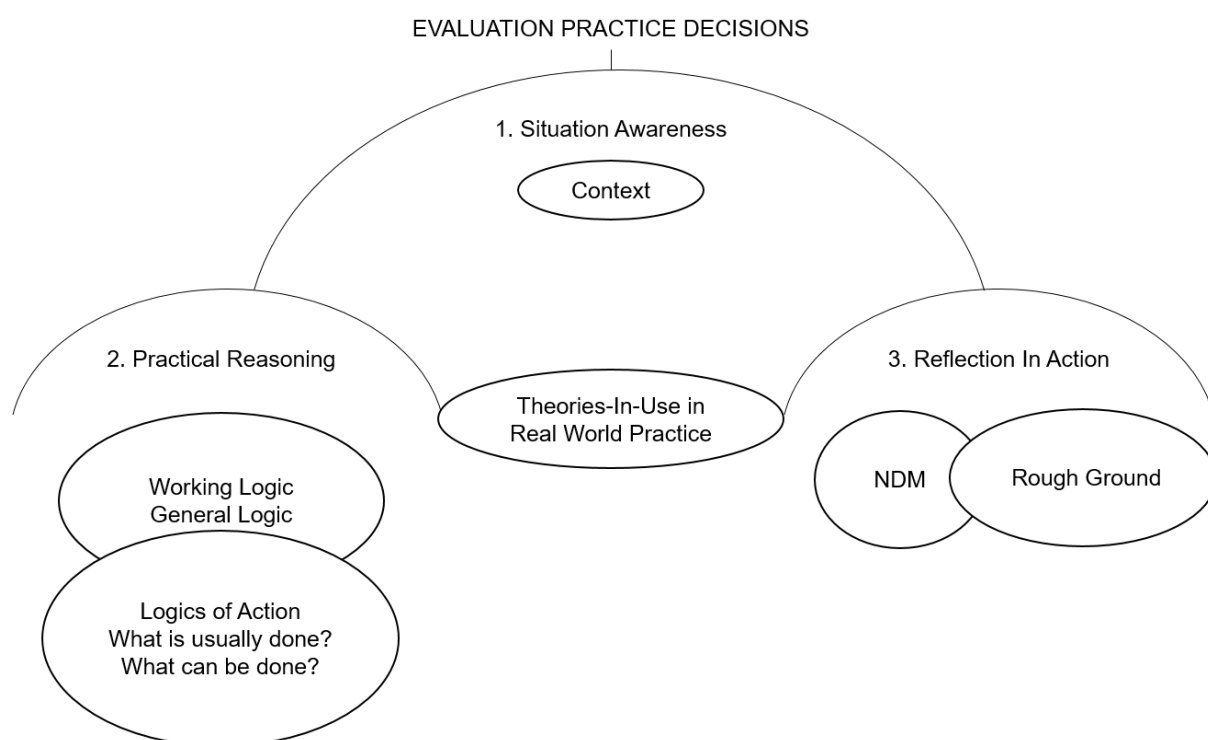 EVALUATION PRACTICE DECISIONS
1. Situation Awareness
Context
2. Practical Reasoning
3. Reflection In Action
Theories-In-Use in
Real World Practice
Working Logic
General Logic
NDM
Rough Ground
Logics of Action
What is usually done?
What can be done?